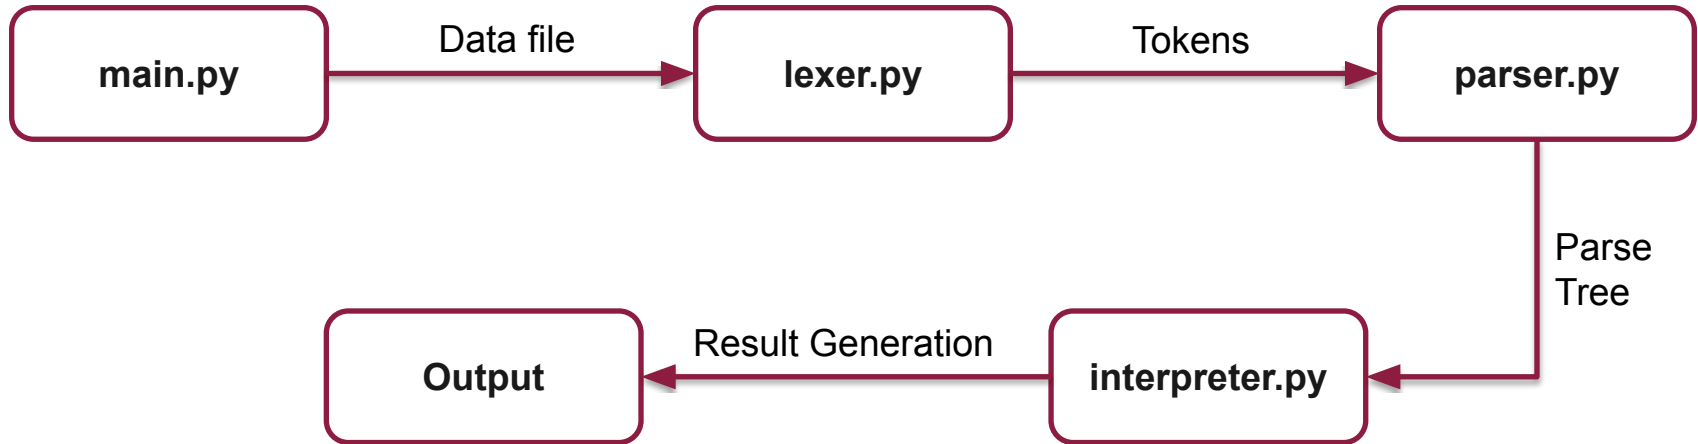 main.py
Data file
lexer.py
Tokens
parser.py
Parse
Tree
interpreter.py
Result Generation
Output